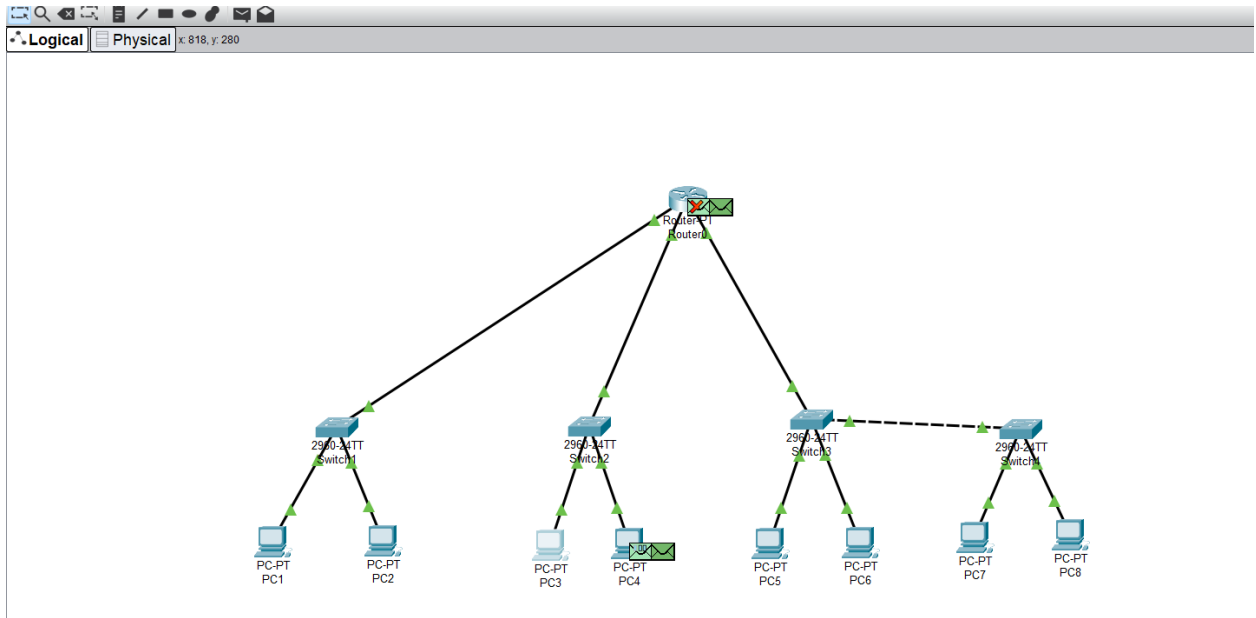 Logical Physical x: 818, y: 280
Router-PT
Router0
2960-24TT
Switch1
2960-24TT
Switch2
2960-24TT
Switch3
2960-24TT
Switch4
PC-PT
PC1
PC-PT
PC2
PC-PT
PC3
PC-PT
PC4
PC-PT
PC5
PC-PT
PC6
PC-PT
PC7
PC-PT
PC8